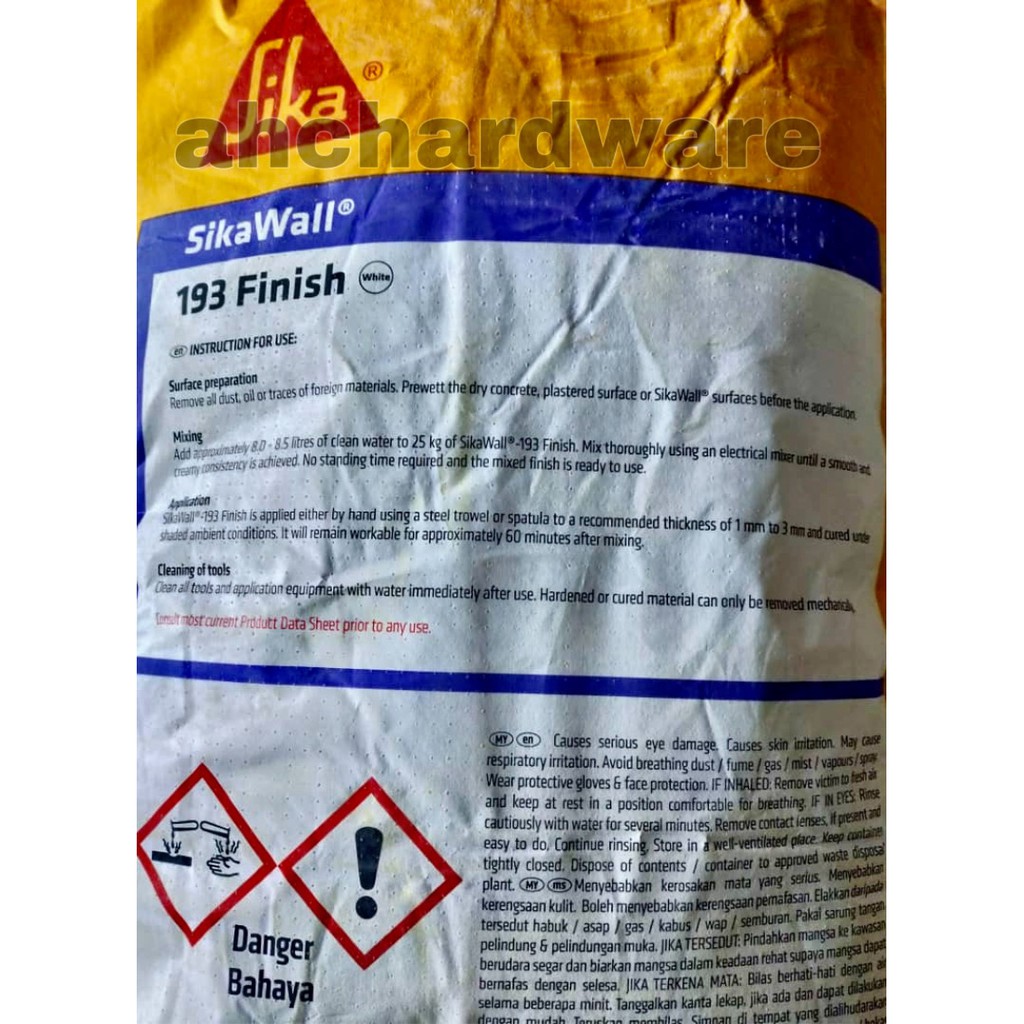 Sika®
ahchardware
SikaWall®
193 Finish White
en INSTRUCTION FOR USE:
Surface preparation
Remove all dust, oil or traces of foreign materials. Prewett the dry concrete, plastered surface or SikaWall® surfaces before the application.
Mixing
Add approximately 8.0 - 8.5 litres of clean water to 25 kg of SikaWall®-193 Finish. Mix thoroughly using an electrical mixer until a smooth and
creamy consistency is achieved. No standing time required and the mixed finish is ready to use.
Application
SikaWall®-193 Finish is applied either by hand using a steel trowel or spatula to a recommended thickness of 1 mm to 3 mm and cured under
shaded ambient conditions. It will remain workable for approximately 60 minutes after mixing.
Cleaning of tools
Clean all tools and application equipment with water immediately after use. Hardened or cured material can only be removed mechanically.
Consult most current Product Data Sheet prior to any use.
MY en Causes serious eye damage. Causes skin irritation. May cause
respiratory irritation. Avoid breathing dust / fume / gas / mist / vapours / spray.
Wear protective gloves & face protection. IF INHALED: Remove victim to fresh air
and keep at rest in a position comfortable for breathing. IF IN EYES: Rinse
cautiously with water for several minutes. Remove contact lenses, if present and
easy to do, Continue rinsing. Store in a well-ventilated place. Keep container
tightly closed. Dispose of contents / container to approved waste disposal
plant. MY ms Menyebabkan kerosakan mata yang serius. Menyebabkan
kerengsaan kulit. Boleh menyebabkan kerengsaan pernafasan. Elakkan daripada
tersedut habuk / asap / gas / kabus / wap / semburan. Pakai sarung tangan
pelindung & pelindungan muka. JIKA TERSEDUT: Pindahkan mangsa ke kawasan
berudara segar dan biarkan mangsa dalam keadaan rehat supaya mangsa dapat
bernafas dengan selesa. JIKA TERKENA MATA: Bilas berhati-hati dengan air
selama beberapa minit. Tanggalkan kanta lekap, jika ada dan dapat dilakukan
dengan mudah. Teruskan membilas. Simpan di tempat yang dialihudarakan
Danger
Bahaya